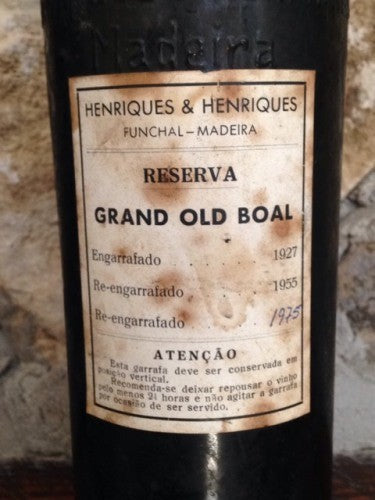 Madeira
HENRIQUES & HENRIQUES
FUNCHAL-MADEIRA
RESERVA
GRAND OLD BOAL
Engarrafado . . . 1927
Re-engarrafado . . . 1955
Re-engarrafado . . . 1975
ATENÇÃO
Esta garrafa deve ser conservada em
posição vertical.
Recomenda-se deixar repousar o vinho
pelo menos 24 horas e não agitar a garrafa
por ocasião de ser servido.